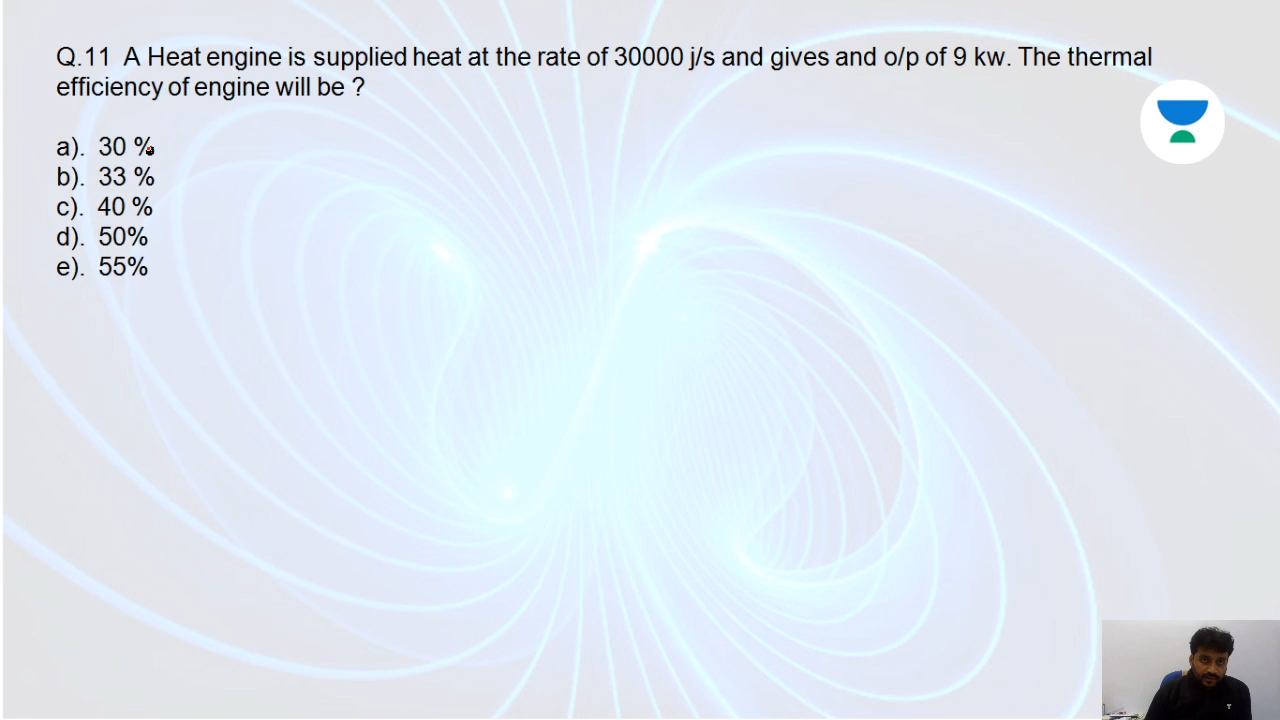 Q.11 A Heat engine is supplied heat at the rate of 30000 j/s and gives and o/p of 9 kw. The thermal
efficiency of engine will be ?
a). 30 %
b). 33 %
c). 40 %
d). 50%
e). 55%